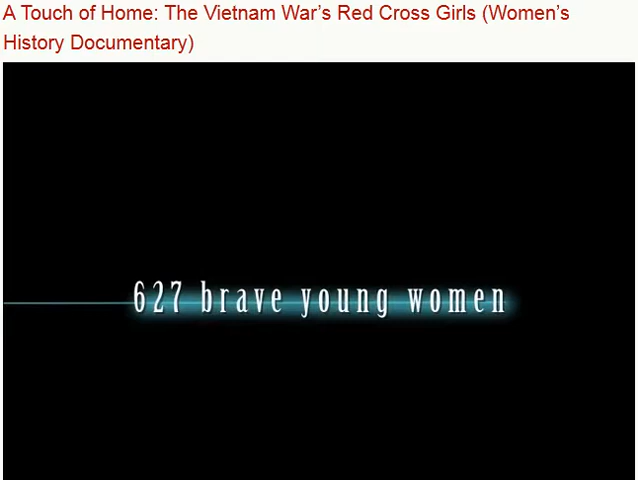 A Touch of Home: The Vietnam War’s Red Cross Girls (Women’s
History Documentary)
627 brave young women